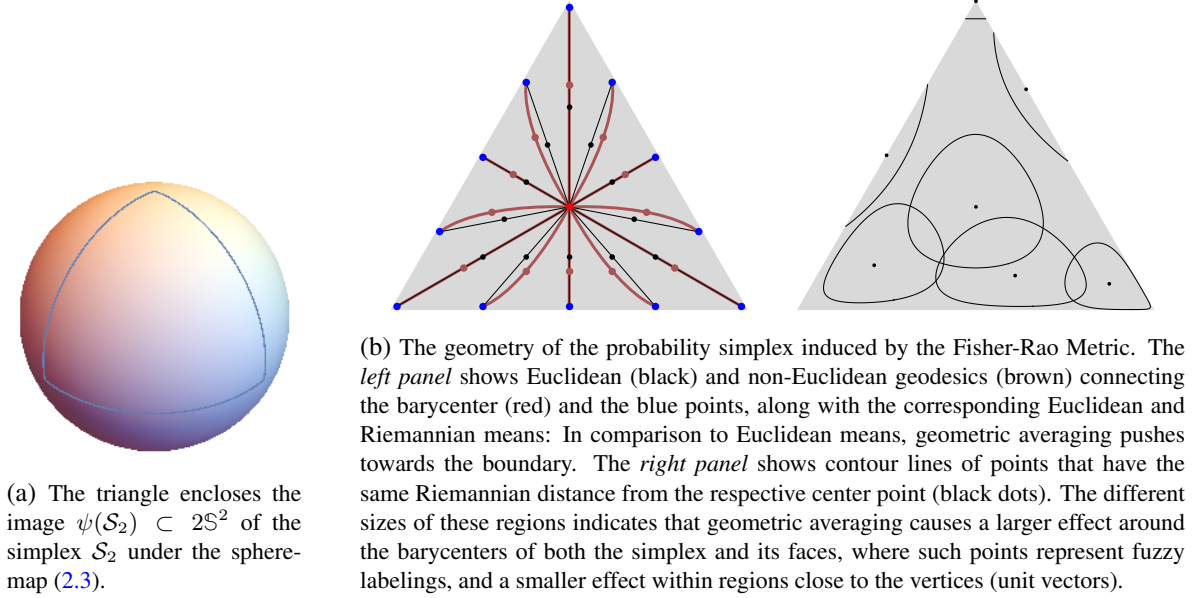 (a) The triangle encloses the
image ψ(𝒮₂) ⊂ 2𝕊² of the
simplex 𝒮₂ under the sphere-
map (2.3).
(b) The geometry of the probability simplex induced by the Fisher-Rao Metric. The
left panel shows Euclidean (black) and non-Euclidean geodesics (brown) connecting
the barycenter (red) and the blue points, along with the corresponding Euclidean and
Riemannian means: In comparison to Euclidean means, geometric averaging pushes
towards the boundary. The right panel shows contour lines of points that have the
same Riemannian distance from the respective center point (black dots). The different
sizes of these regions indicates that geometric averaging causes a larger effect around
the barycenters of both the simplex and its faces, where such points represent fuzzy
labelings, and a smaller effect within regions close to the vertices (unit vectors).